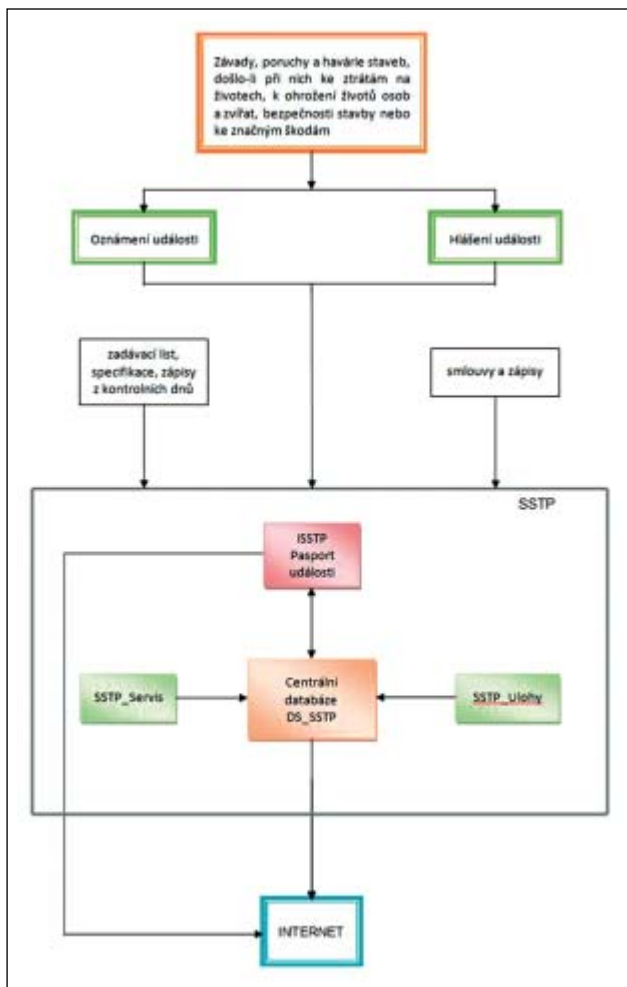 Závady, poruchy a havárie staveb,
došlo-li při nich ke ztrátám na
životech, k ohrožení životů osob
a zvířat, bezpečnosti stavby nebo
ke značným škodám
Oznámení události
Hlášení události
zadávací list,
specifikace, zápisy
z kontrolních dnů
smlouvy a zápisy
SSTP
ISSTP
Pasport
události
SSTP_Servis
Centrální
databáze
DS_SSTP
SSTP_Ulohy
INTERNET